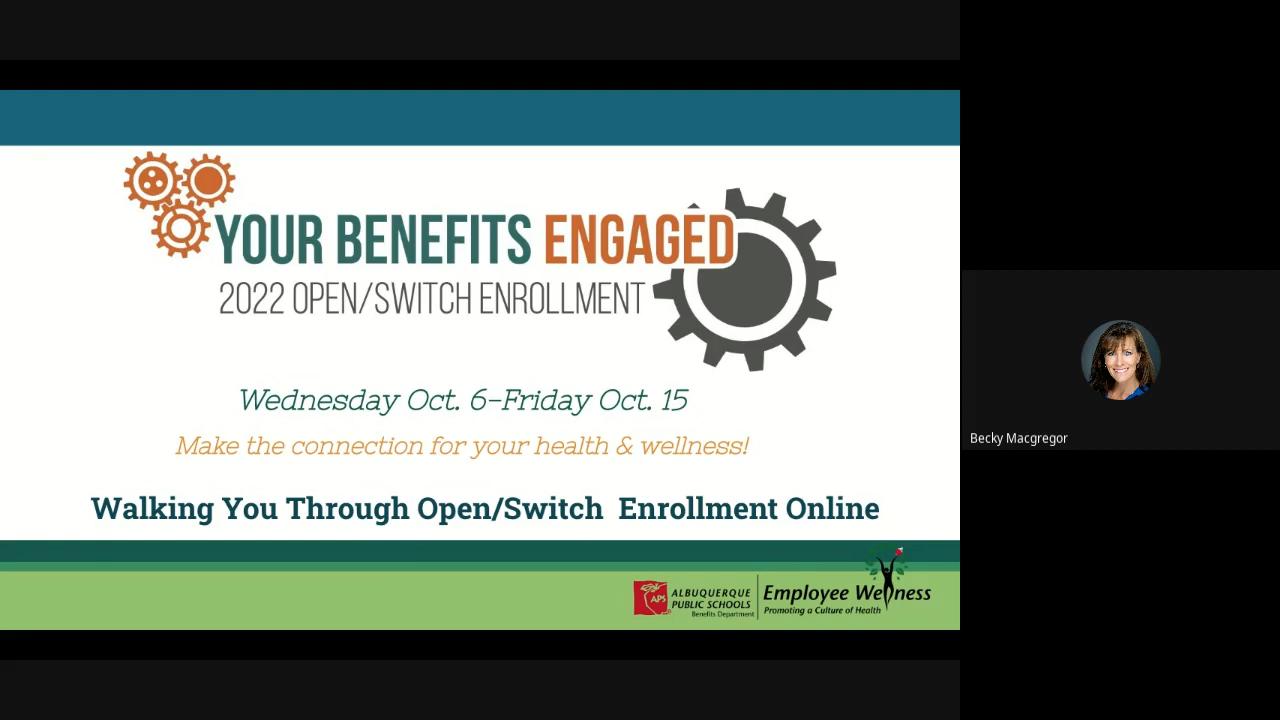 YOUR BENEFITS ENGAGED
2022 OPEN/SWITCH ENROLLMENT
Wednesday Oct. 6-Friday Oct. 15
Make the connection for your health & wellness!
Walking You Through Open/Switch Enrollment Online
APS
ALBUQUERQUE
PUBLIC SCHOOLS
Benefits Department
Employee Wellness
Promoting a Culture of Health
Becky Macgregor